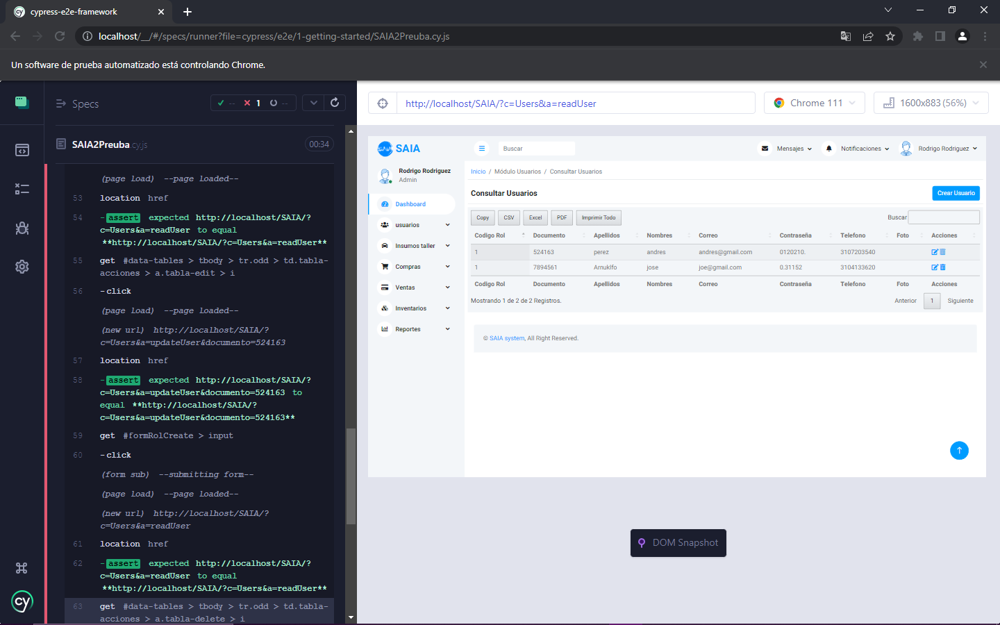 cypress-e2e-framework
localhost/__/#/specs/runner?file=cypress/e2e/1-getting-started/SAIA2Preuba.cy.js
Un software de prueba automatizado está controlando Chrome.
Specs
-- 1 --
SAIA2Preuba.cy.js 00:34
(page load) --page loaded--
53 location href
54 -assert expected http://localhost/SAIA/?
c=Users&a=readUser to equal
**http://localhost/SAIA/?c=Users&a=readUser**
55 get #data-tables > tbody > tr.odd > td.tabla-
acciones > a.tabla-edit > i
56 -click
(page load) --page loaded--
(new url) http://localhost/SAIA/?
c=Users&a=updateUser&documento=524163
57 location href
58 -assert expected http://localhost/SAIA/?
c=Users&a=updateUser&documento=524163 to
equal **http://localhost/SAIA/?
c=Users&a=updateUser&documento=524163**
59 get #formRolCreate > input
60 -click
(form sub) --submitting form--
(page load) --page loaded--
(new url) http://localhost/SAIA/?
c=Users&a=readUser
61 location href
62 -assert expected http://localhost/SAIA/?
c=Users&a=readUser to equal
**http://localhost/SAIA/?c=Users&a=readUser**
63 get #data-tables > tbody > tr.odd > td.tabla-
acciones > a.tabla-delete > i
cy
http://localhost/SAIA/?c=Users&a=readUser
Chrome 111
1600x883 (56%)
SAIA
Buscar
Mensajes
Notificaciones
Rodrigo Rodriguez
Rodrigo Rodriguez
Admin
Dashboard
usuarios
Insumos taller
Compras
Ventas
Inventarios
Reportes
Inicio / Módulo Usuarios / Consultar Usuarios
Consultar Usuarios
Crear Usuario
Copy CSV Excel PDF Imprimir Todo
Buscar
Codigo Rol Documento Apellidos Nombres Correo Contraseña Telefono Foto Acciones
1 524163 perez andres andres@gmail.com 0120210. 3107203540
1 7894561 Arnuklfo jose joe@gmail.com 0.31152 3104133620
Codigo Rol Documento Apellidos Nombres Correo Contraseña Telefono Foto Acciones
Mostrando 1 de 2 de 2 Registros.
Anterior 1 Siguiente
© SAIA system, All Right Reserved.
DOM Snapshot